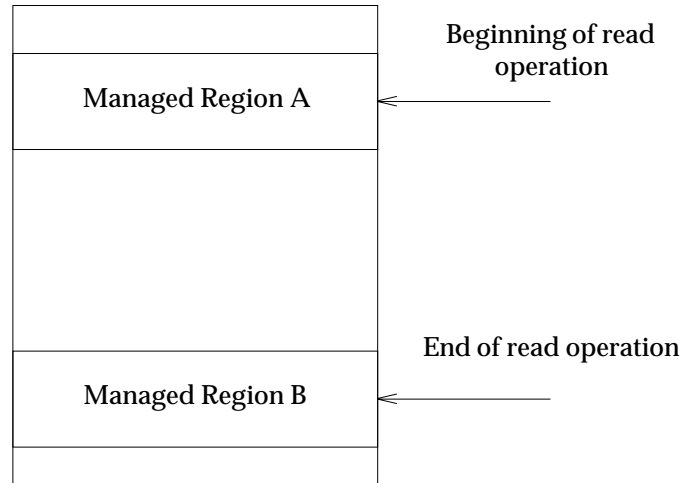 Beginning of read
operation
Managed Region A
End of read operation
Managed Region B